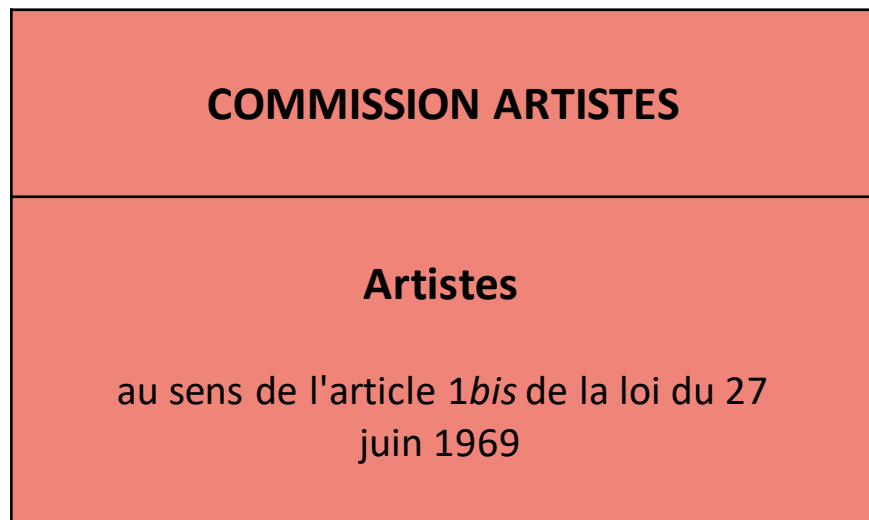 COMMISSION ARTISTES
Artistes
au sens de l'article 1bis de la loi du 27
juin 1969